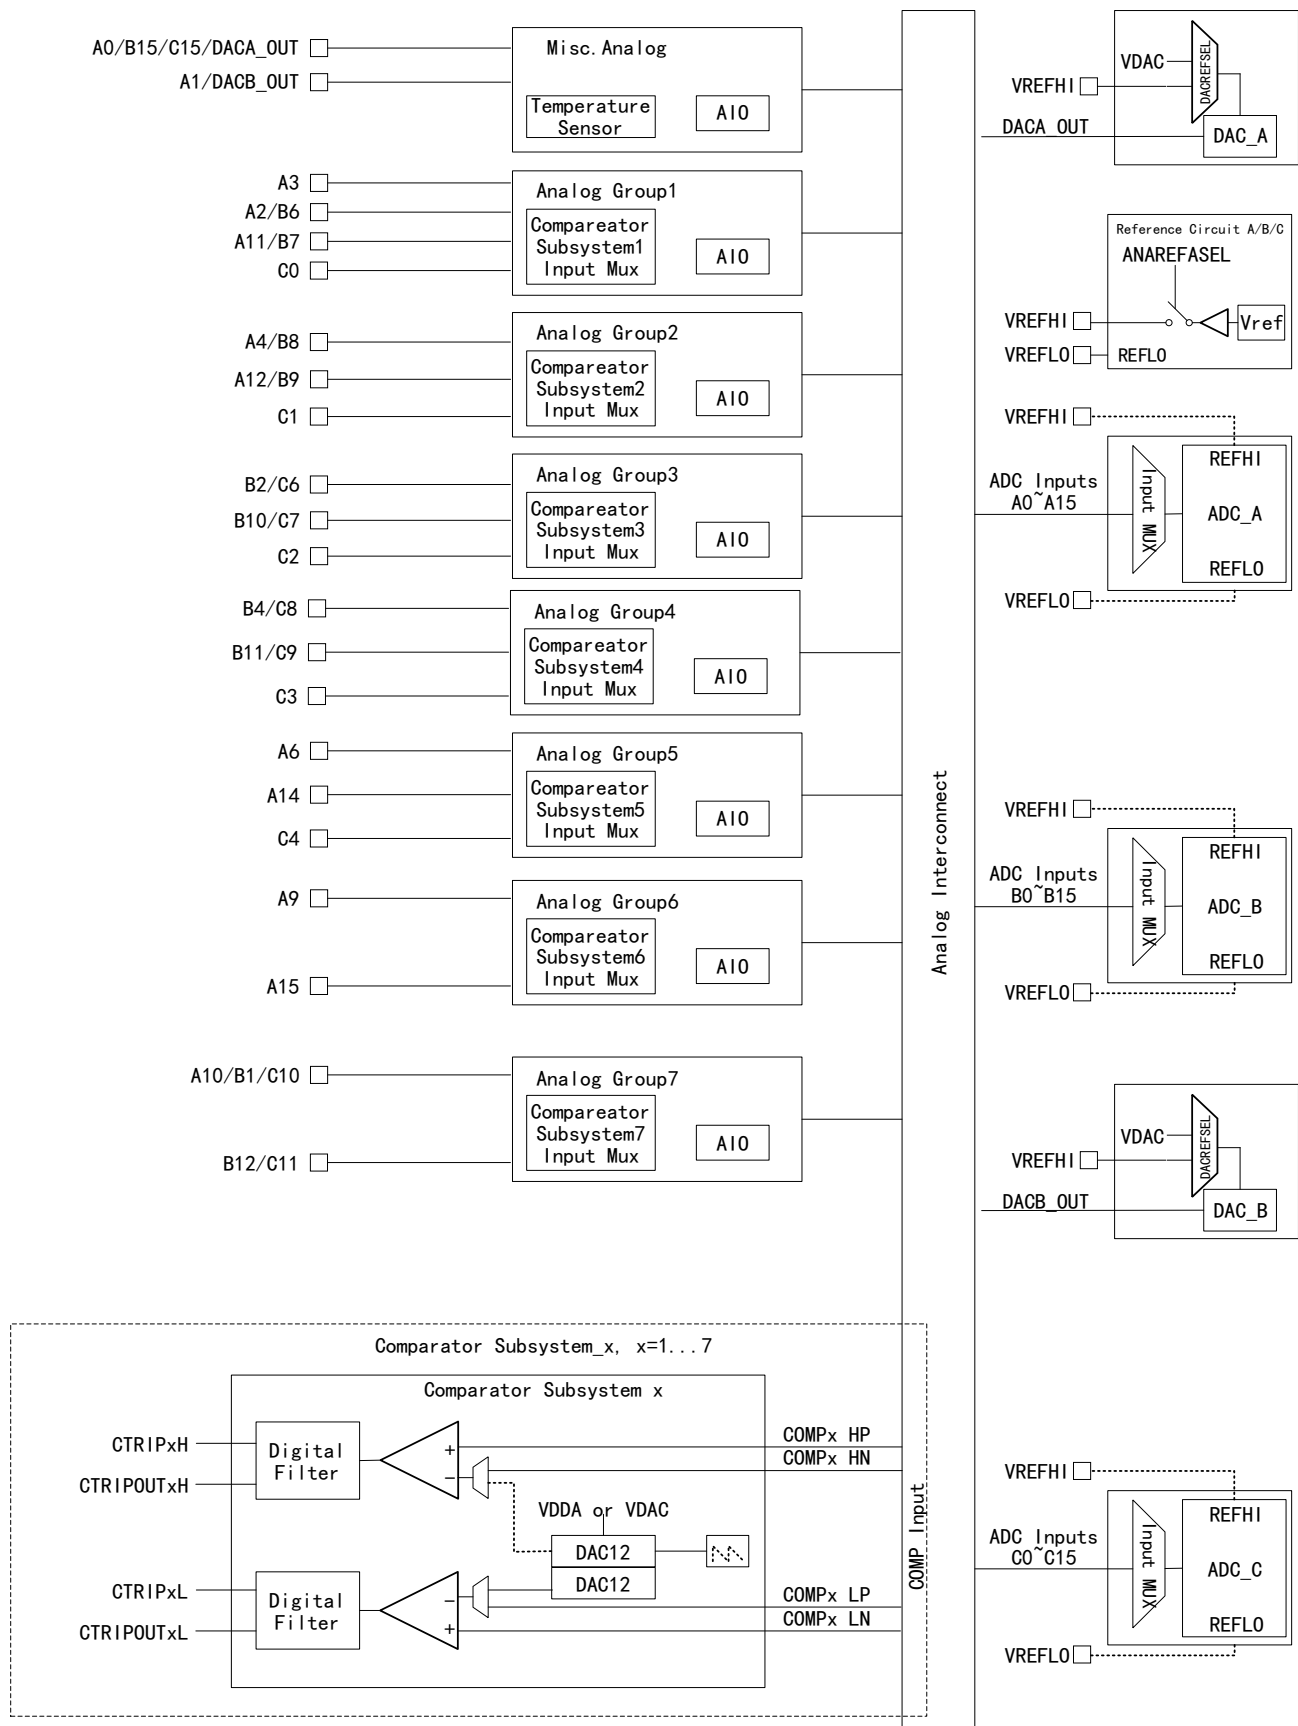 A0/B15/C15/DACA_OUT
A1/DACB_OUT
Misc.Analog
Temperature
Sensor
AIO
A3
A2/B6
A11/B7
C0
Analog Group1
Compareator
Subsystem1
Input Mux
AIO
A4/B8
A12/B9
C1
Analog Group2
Compareator
Subsystem2
Input Mux
AIO
B2/C6
B10/C7
C2
Analog Group3
Compareator
Subsystem3
Input Mux
AIO
B4/C8
B11/C9
C3
Analog Group4
Compareator
Subsystem4
Input Mux
AIO
A6
A14
C4
Analog Group5
Compareator
Subsystem5
Input Mux
AIO
A9
A15
Analog Group6
Compareator
Subsystem6
Input Mux
AIO
A10/B1/C10
B12/C11
Analog Group7
Compareator
Subsystem7
Input Mux
AIO
Analog Interconnect
VDAC
VREFHI
DACREFSEL
DACA_OUT
DAC_A
Reference Circuit A/B/C
ANAREFASEL
VREFHI
Vref
VREFLO
REFLO
VREFHI
ADC Inputs
A0~A15
Input MUX
REFHI
ADC_A
REFLO
VREFLO
VREFHI
ADC Inputs
B0~B15
Input MUX
REFHI
ADC_B
REFLO
VREFLO
VDAC
VREFHI
DACREFSEL
DACB_OUT
DAC_B
VREFHI
ADC Inputs
C0~C15
Input MUX
REFHI
ADC_C
REFLO
VREFLO
Comparator Subsystem_x, x=1...7
Comparator Subsystem x
CTRIPxH
CTRIPOUTxH
Digital
Filter
+
−
COMPx HP
COMPx HN
VDDA or VDAC
DAC12
DAC12
CTRIPxL
CTRIPOUTxL
Digital
Filter
−
+
COMPx LP
COMPx LN
COMP Input